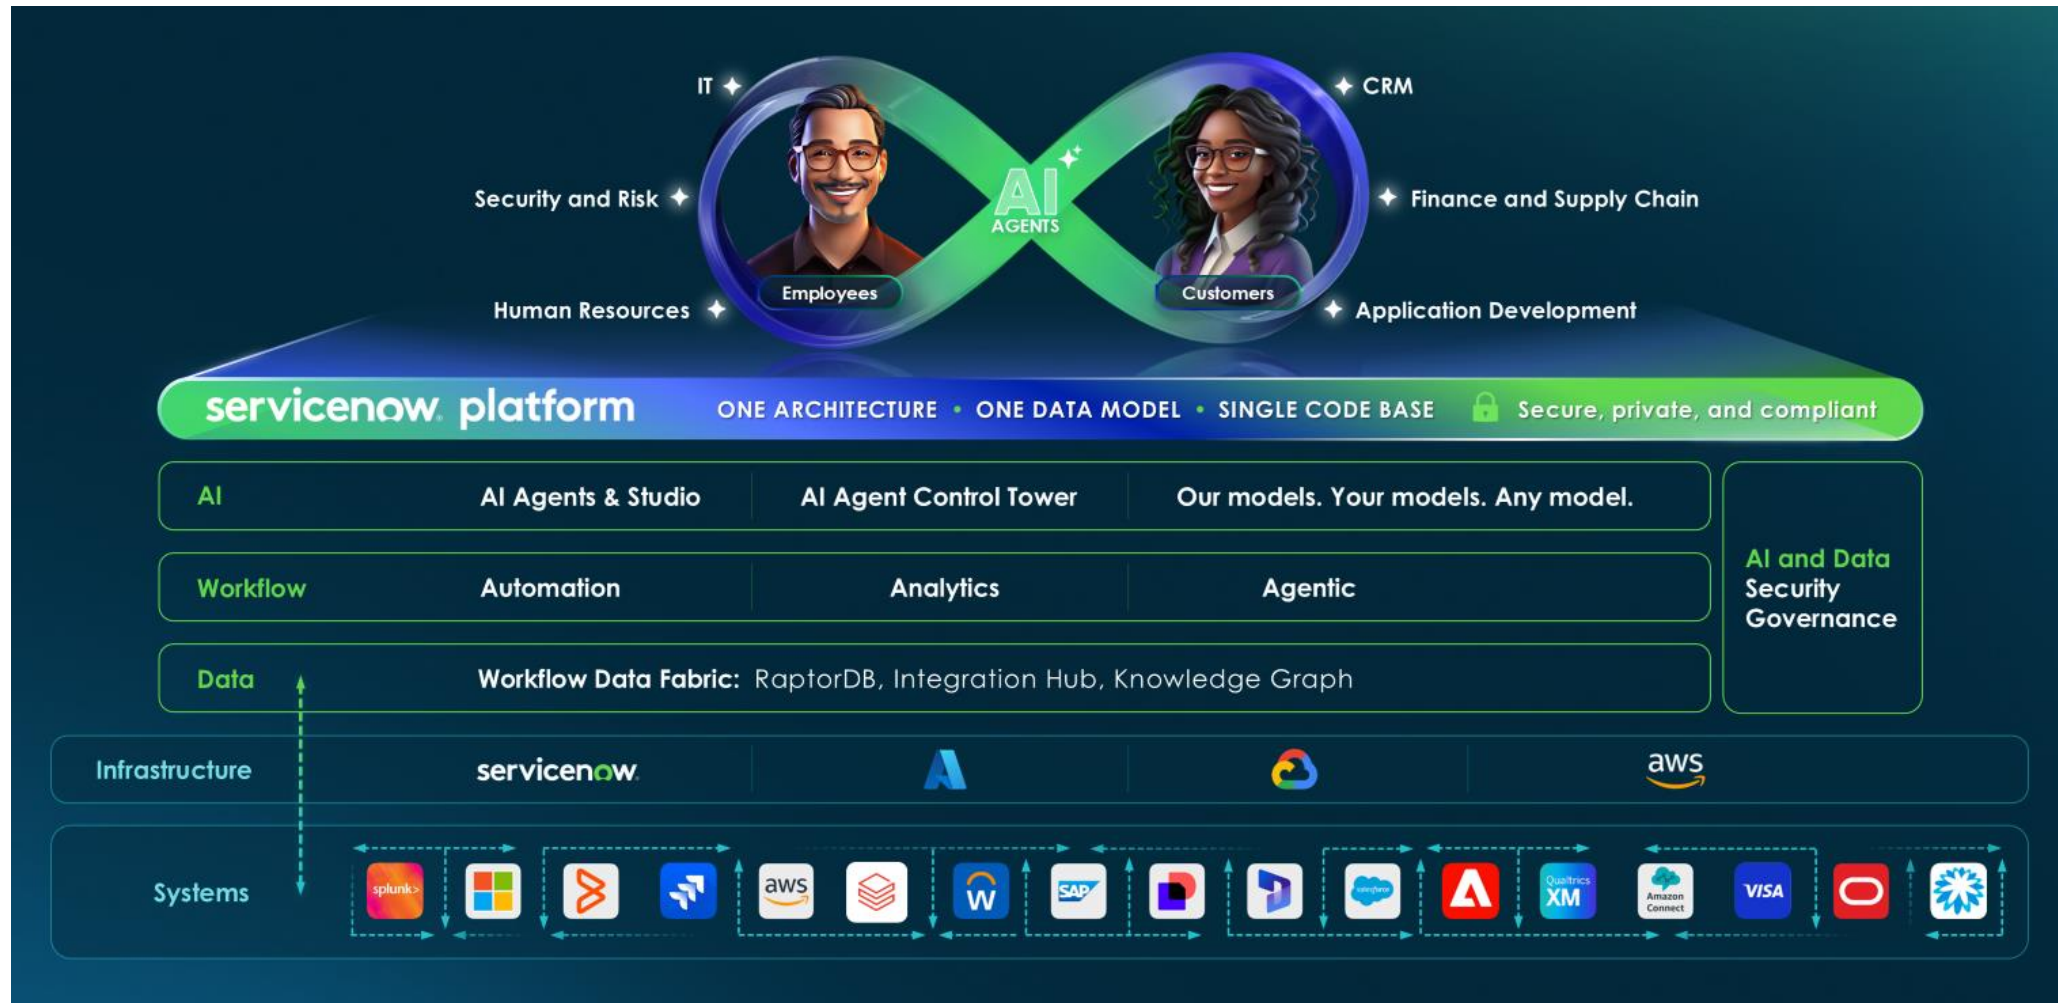 IT
CRM
AI
AGENTS
Security and Risk
Finance and Supply Chain
Employees
Customers
Human Resources
Application Development
servicenow platform
ONE ARCHITECTURE • ONE DATA MODEL • SINGLE CODE BASE
Secure, private, and compliant
AI
AI Agents & Studio
AI Agent Control Tower
Our models. Your models. Any model.
Workflow
Automation
Analytics
Agentic
Data
Workflow Data Fabric: RaptorDB, Integration Hub, Knowledge Graph
AI and Data
Security
Governance
Infrastructure
servicenow
aws
Systems
splunk>
aws
W
SAP
salesforce
Qualtrics
XM
Amazon
Connect
VISA